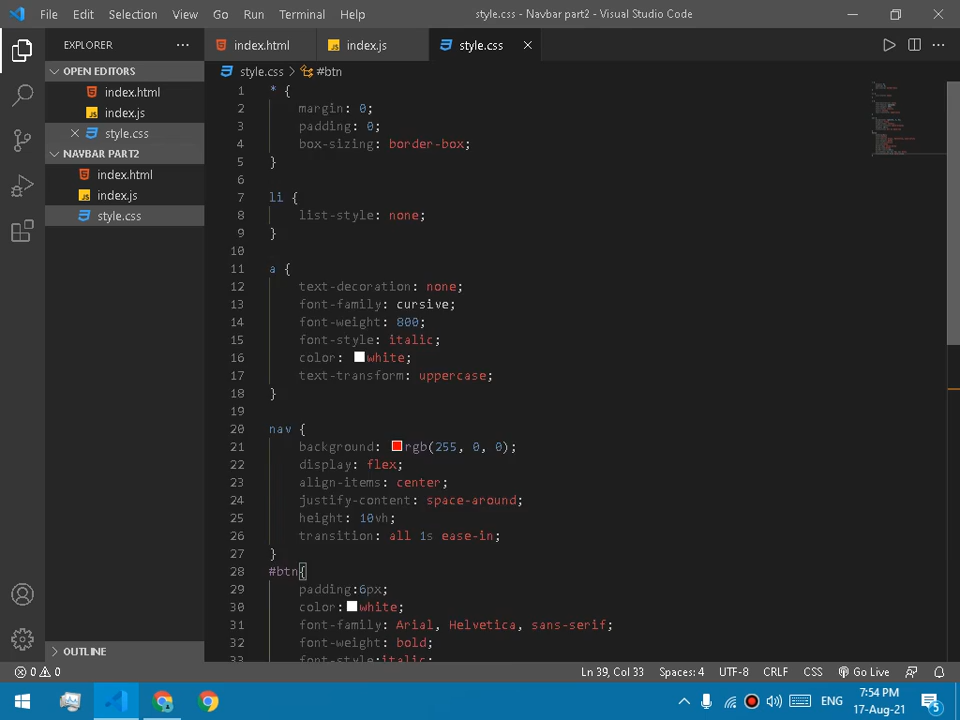 File Edit Selection View Go Run Terminal Help style.css - Navbar part2 - Visual Studio Code
EXPLORER
index.html index.js style.css
OPEN EDITORS
index.html
index.js
style.css
NAVBAR PART2
index.html
index.js
style.css
OUTLINE
style.css > #btn
1 * {
2 margin: 0;
3 padding: 0;
4 box-sizing: border-box;
5 }
6
7 li {
8 list-style: none;
9 }
10
11 a {
12 text-decoration: none;
13 font-family: cursive;
14 font-weight: 800;
15 font-style: italic;
16 color: white;
17 text-transform: uppercase;
18 }
19
20 nav {
21 background: rgb(255, 0, 0);
22 display: flex;
23 align-items: center;
24 justify-content: space-around;
25 height: 10vh;
26 transition: all 1s ease-in;
27 }
28 #btn{
29 padding:6px;
30 color: white;
31 font-family: Arial, Helvetica, sans-serif;
32 font-weight: bold;
33 font-style:italic;
0 0 Ln 39, Col 33 Spaces: 4 UTF-8 CRLF CSS Go Live
ENG 7:54 PM
17-Aug-21 5